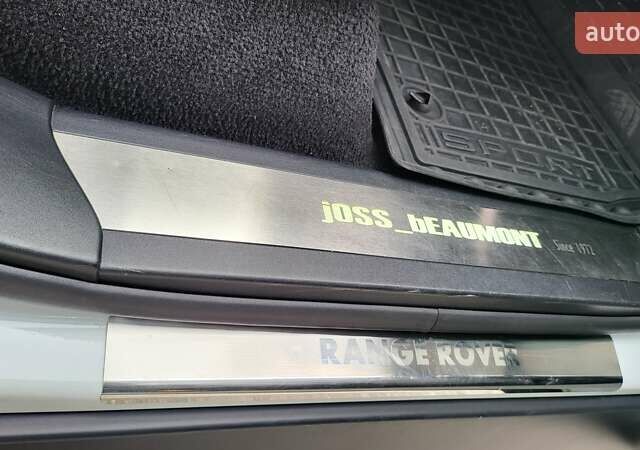 auto
SPORT
jOSS_bEAUMONT
Since 1972
RANGE ROVER